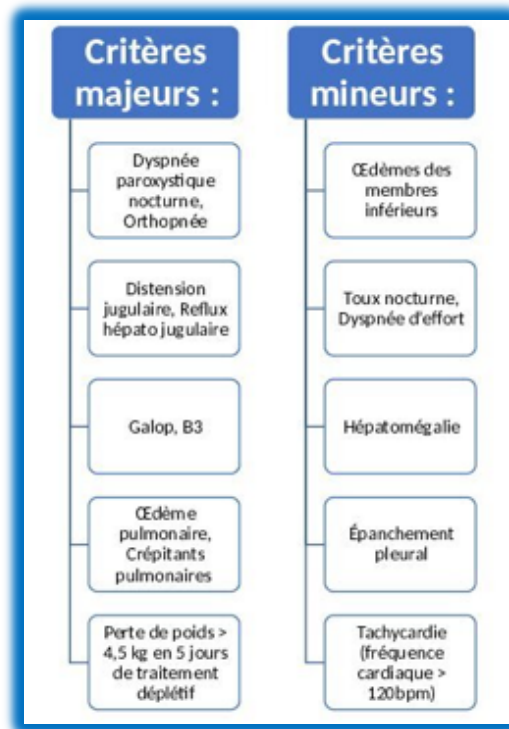 Critères
majeurs :
Dyspnée
paroxystique
nocturne,
Orthopnée
Distension
jugulaire, Reflux
hépato jugulaire
Galop, B3
Œdème
pulmonaire,
Crépitants
pulmonaires
Perte de poids >
4,5 kg en 5 jours
de traitement
déplétif
Critères
mineurs :
Œdèmes des
membres
inférieurs
Toux nocturne,
Dyspnée d'effort
Hépatomégalie
Épanchement
pleural
Tachycardie
(fréquence
cardiaque >
120bpm)